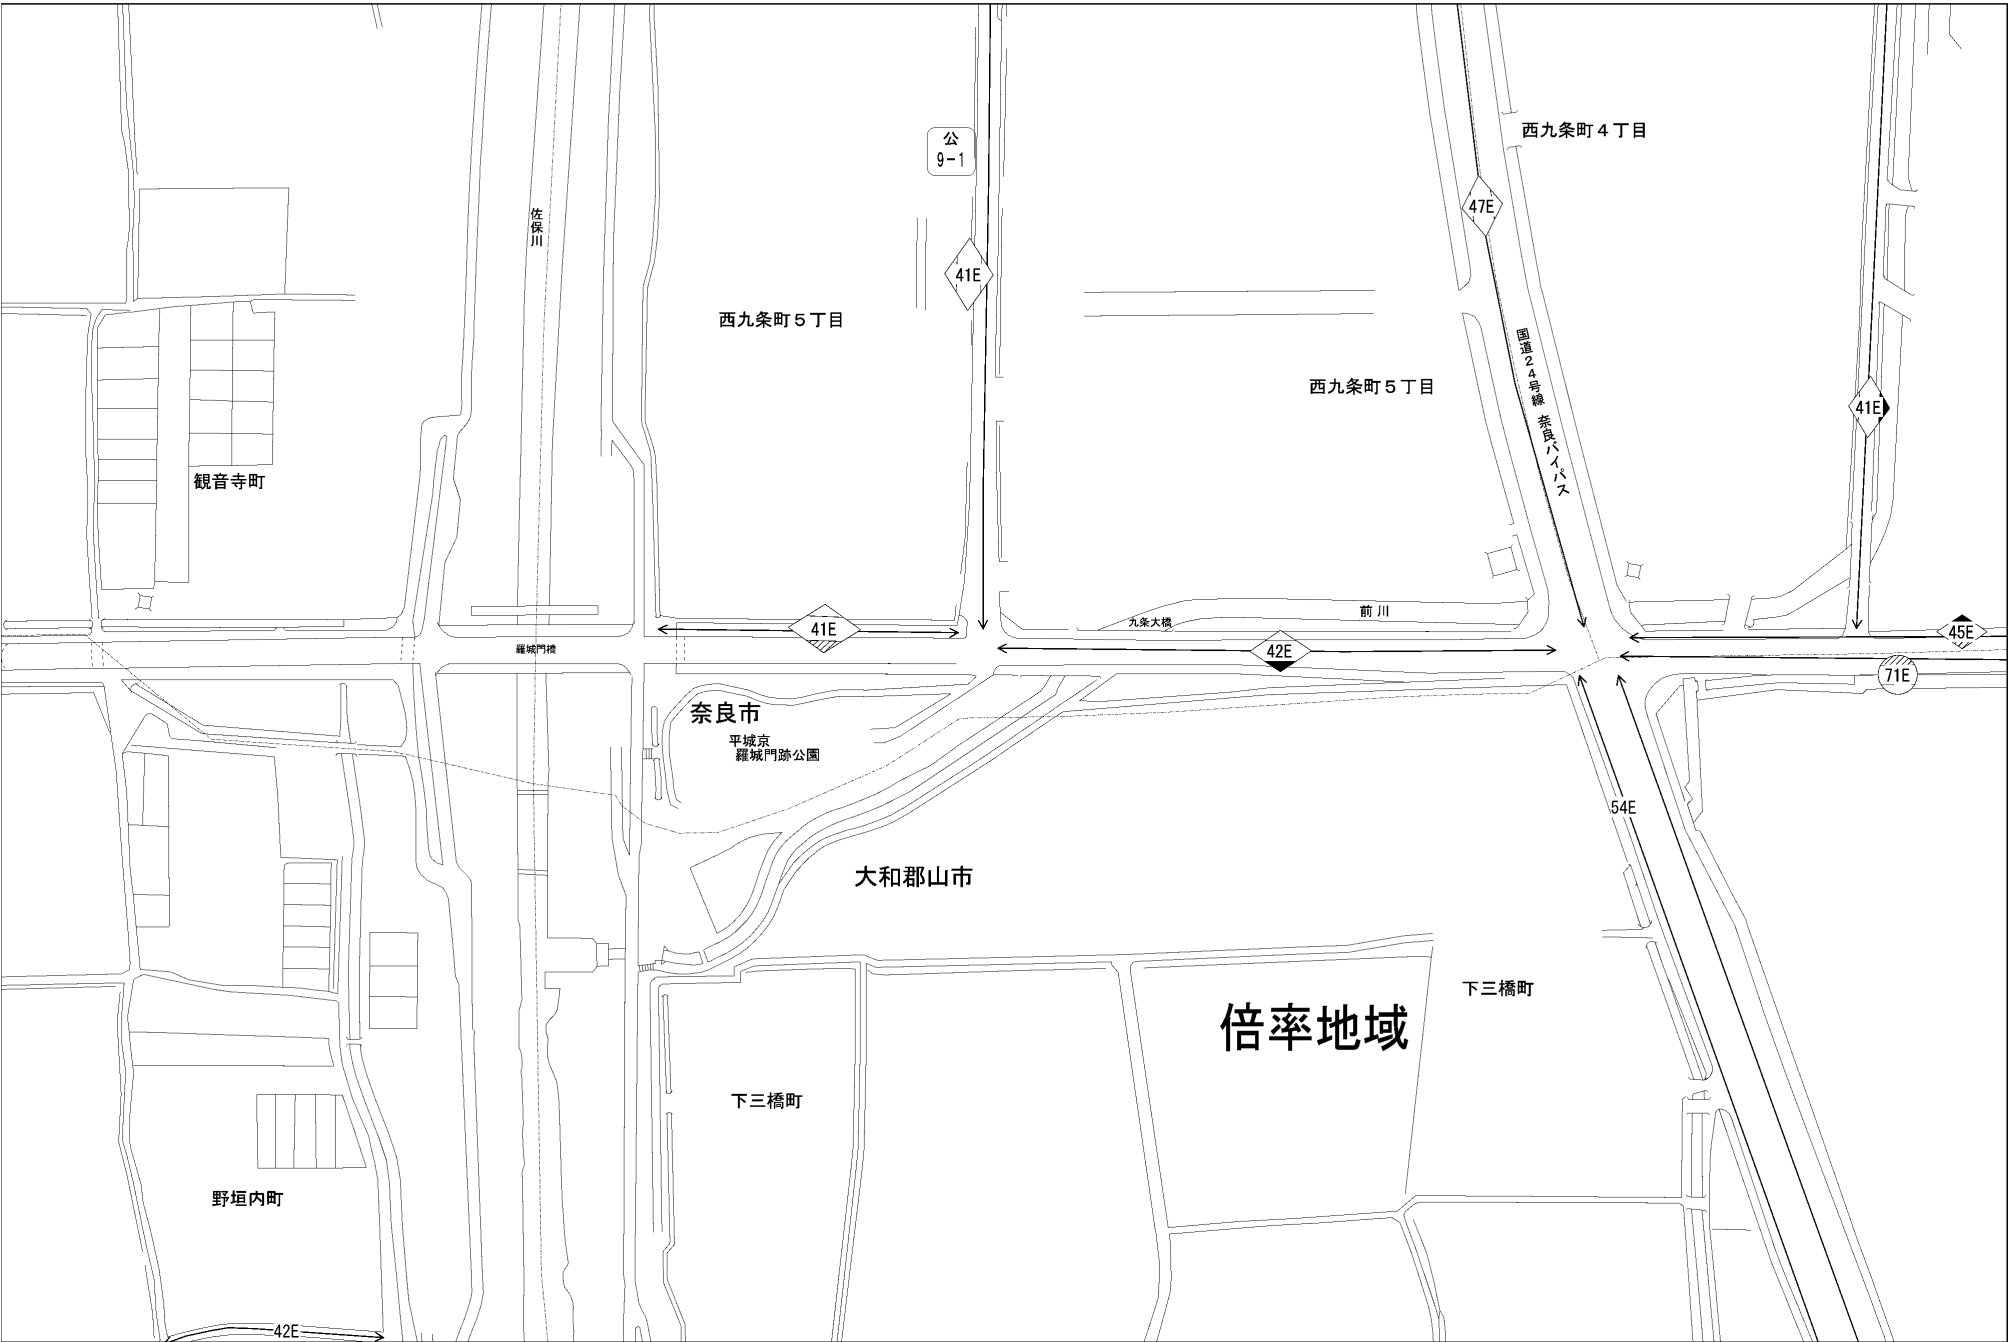 公
9-1
西九条町4丁目
47E
佐保川
41E
西九条町5丁目
国道24号線 奈良バイパス
西九条町5丁目
41E
観音寺町
前川
九条大橋
41E
45E
羅城門橋
42E
71E
奈良市
平城京
羅城門跡公園
54E
大和郡山市
下三橋町
倍率地域
下三橋町
野垣内町
42E